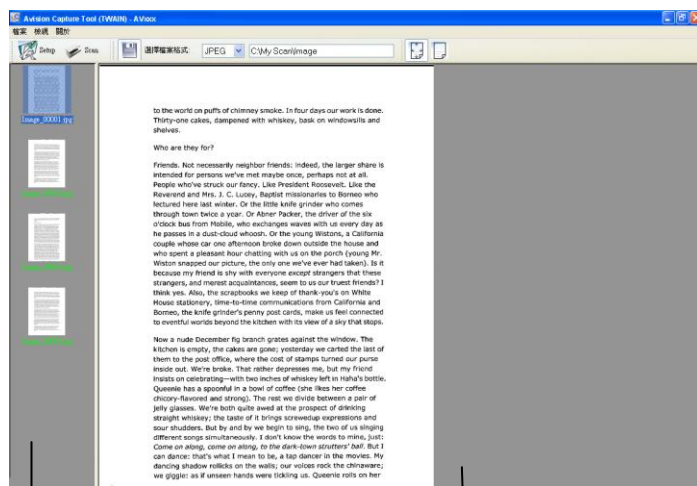 Avision Capture Tool (TWAIN) - AVxxx
檔案 檢視 關於
Setup Scan 選擇檔案格式 JPEG C:\My Scan\Image
Image_00001.jpg
to the world on puffs of chimney smoke. In four days our work is done.
Thirty-one cakes, dampened with whiskey, bask on windowsills and
shelves.
Who are they for?
Friends. Not necessarily neighbor friends: indeed, the larger share is
intended for persons we've met maybe once, perhaps not at all.
People who've struck our fancy. Like President Roosevelt. Like the
Reverend and Mrs. J. C. Lucey, Baptist missionaries to Borneo who
lectured here last winter. Or the little knife grinder who comes
through town twice a year. Or Abner Packer, the driver of the six
o'clock bus from Mobile, who exchanges waves with us every day as
he passes in a dust-cloud whoosh. Or the young Wistons, a California
couple whose car one afternoon broke down outside the house and
who spent a pleasant hour chatting with us on the porch (young Mr.
Wiston snapped our picture, the only one we've ever had taken). Is it
because my friend is shy with everyone except strangers that these
strangers, and merest acquaintances, seem to us our truest friends? I
think yes. Also, the scrapbooks we keep of thank-you's on White
House stationery, time-to-time communications from California and
Borneo, the knife grinder's penny post cards, make us feel connected
to eventful worlds beyond the kitchen with its view of a sky that stops.
Now a nude December fig branch grates against the window. The
kitchen is empty, the cakes are gone; yesterday we carted the last of
them to the post office, where the cost of stamps turned our purse
inside out. We're broke. That rather depresses me, but my friend
insists on celebrating—with two inches of whiskey left in Haha's bottle.
Queenie has a spoonful in a bowl of coffee (she likes her coffee
chicory-flavored and strong). The rest we divide between a pair of
jelly glasses. We're both quite awed at the prospect of drinking
straight whiskey; the taste of it brings screwedup expressions and
sour shudders. But by and by we begin to sing, the two of us singing
different songs simultaneously. I don't know the words to mine, just:
Come on along, come on along, to the dark-town strutters' ball. But I
can dance: that's what I mean to be, a tap dancer in the movies. My
dancing shadow rollicks on the walls; our voices rock the chinaware;
we giggle: as if unseen hands were tickling us. Queenie rolls on her